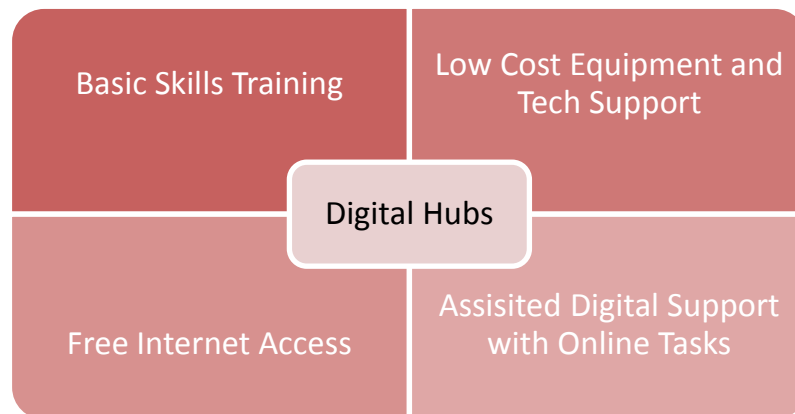 Basic Skills Training
Low Cost Equipment and
Tech Support
Digital Hubs
Free Internet Access
Assisited Digital Support
with Online Tasks